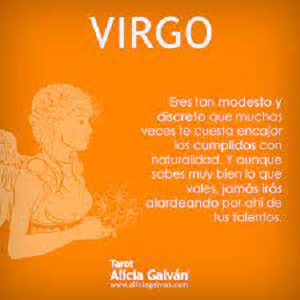 VIRGO
Eres tan modesto y
discreto que muchas
veces te cuesta encajar
los cumplidos con
naturalidad. Y aunque
sabes muy bien lo que
vales, jamás irás
alardeando por ahí de
tus talentos.
Tarot
Alicia Galván
www.aliciagalvan.com